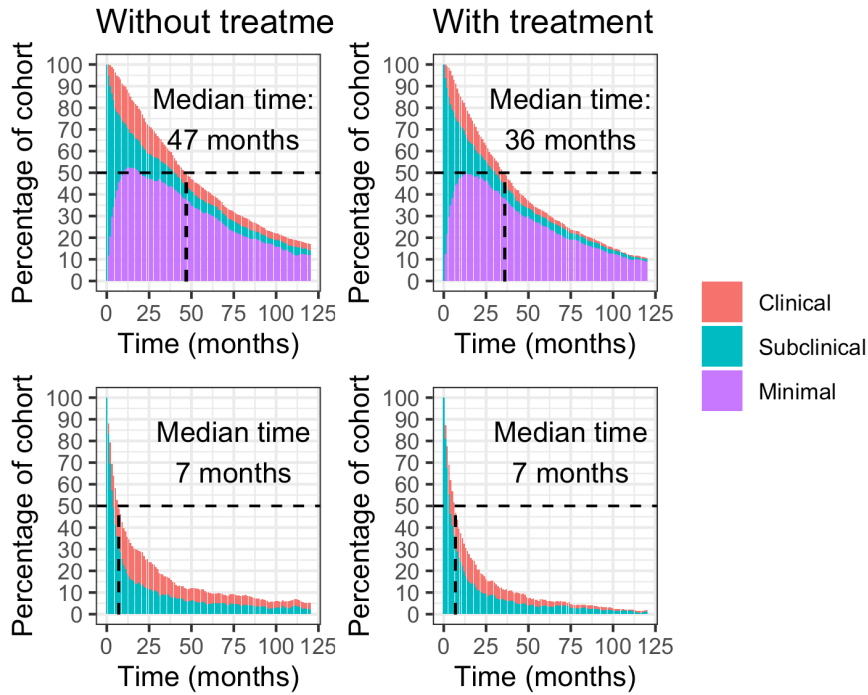 Without treatme
With treatment
Percentage of cohort
100
90
80
70
60
50
40
30
20
10
0
Median time:
47 months
0 25 50 75 100 125
Time (months)
Percentage of cohort
100
90
80
70
60
50
40
30
20
10
0
Median time:
36 months
0 25 50 75 100 125
Time (months)
Clinical
Subclinical
Minimal
Percentage of cohort
100
90
80
70
60
50
40
30
20
10
0
Median time
7 months
0 25 50 75 100 125
Time (months)
Percentage of cohort
100
90
80
70
60
50
40
30
20
10
0
Median time
7 months
0 25 50 75 100 125
Time (months)